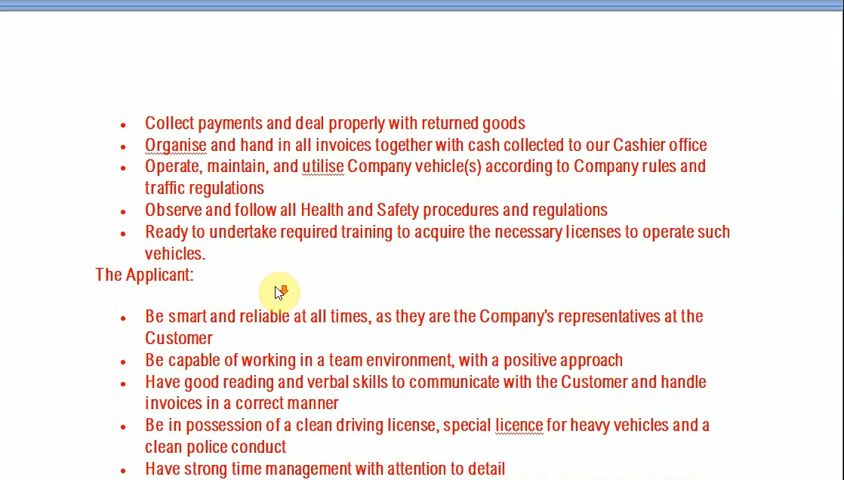 • Collect payments and deal properly with returned goods
• Organise and hand in all invoices together with cash collected to our Cashier office
• Operate, maintain, and utilise Company vehicle(s) according to Company rules and
traffic regulations
• Observe and follow all Health and Safety procedures and regulations
• Ready to undertake required training to acquire the necessary licenses to operate such
vehicles.
The Applicant:
• Be smart and reliable at all times, as they are the Company's representatives at the
Customer
• Be capable of working in a team environment, with a positive approach
• Have good reading and verbal skills to communicate with the Customer and handle
invoices in a correct manner
• Be in possession of a clean driving license, special licence for heavy vehicles and a
clean police conduct
• Have strong time management with attention to detail